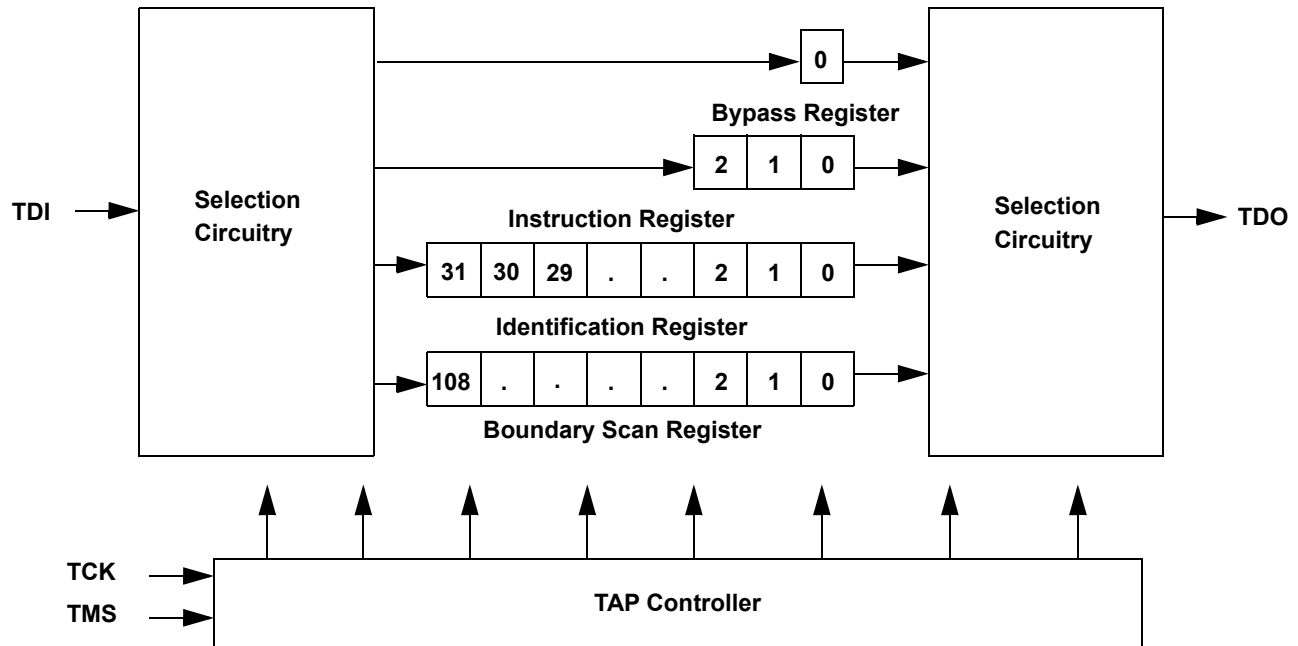 0
Bypass Register
2 1 0
TDI
Selection
Circuitry
Selection
Circuitry
TDO
Instruction Register
31 30 29 . . 2 1 0
Identification Register
108 . . . . 2 1 0
Boundary Scan Register
TCK
TMS
TAP Controller